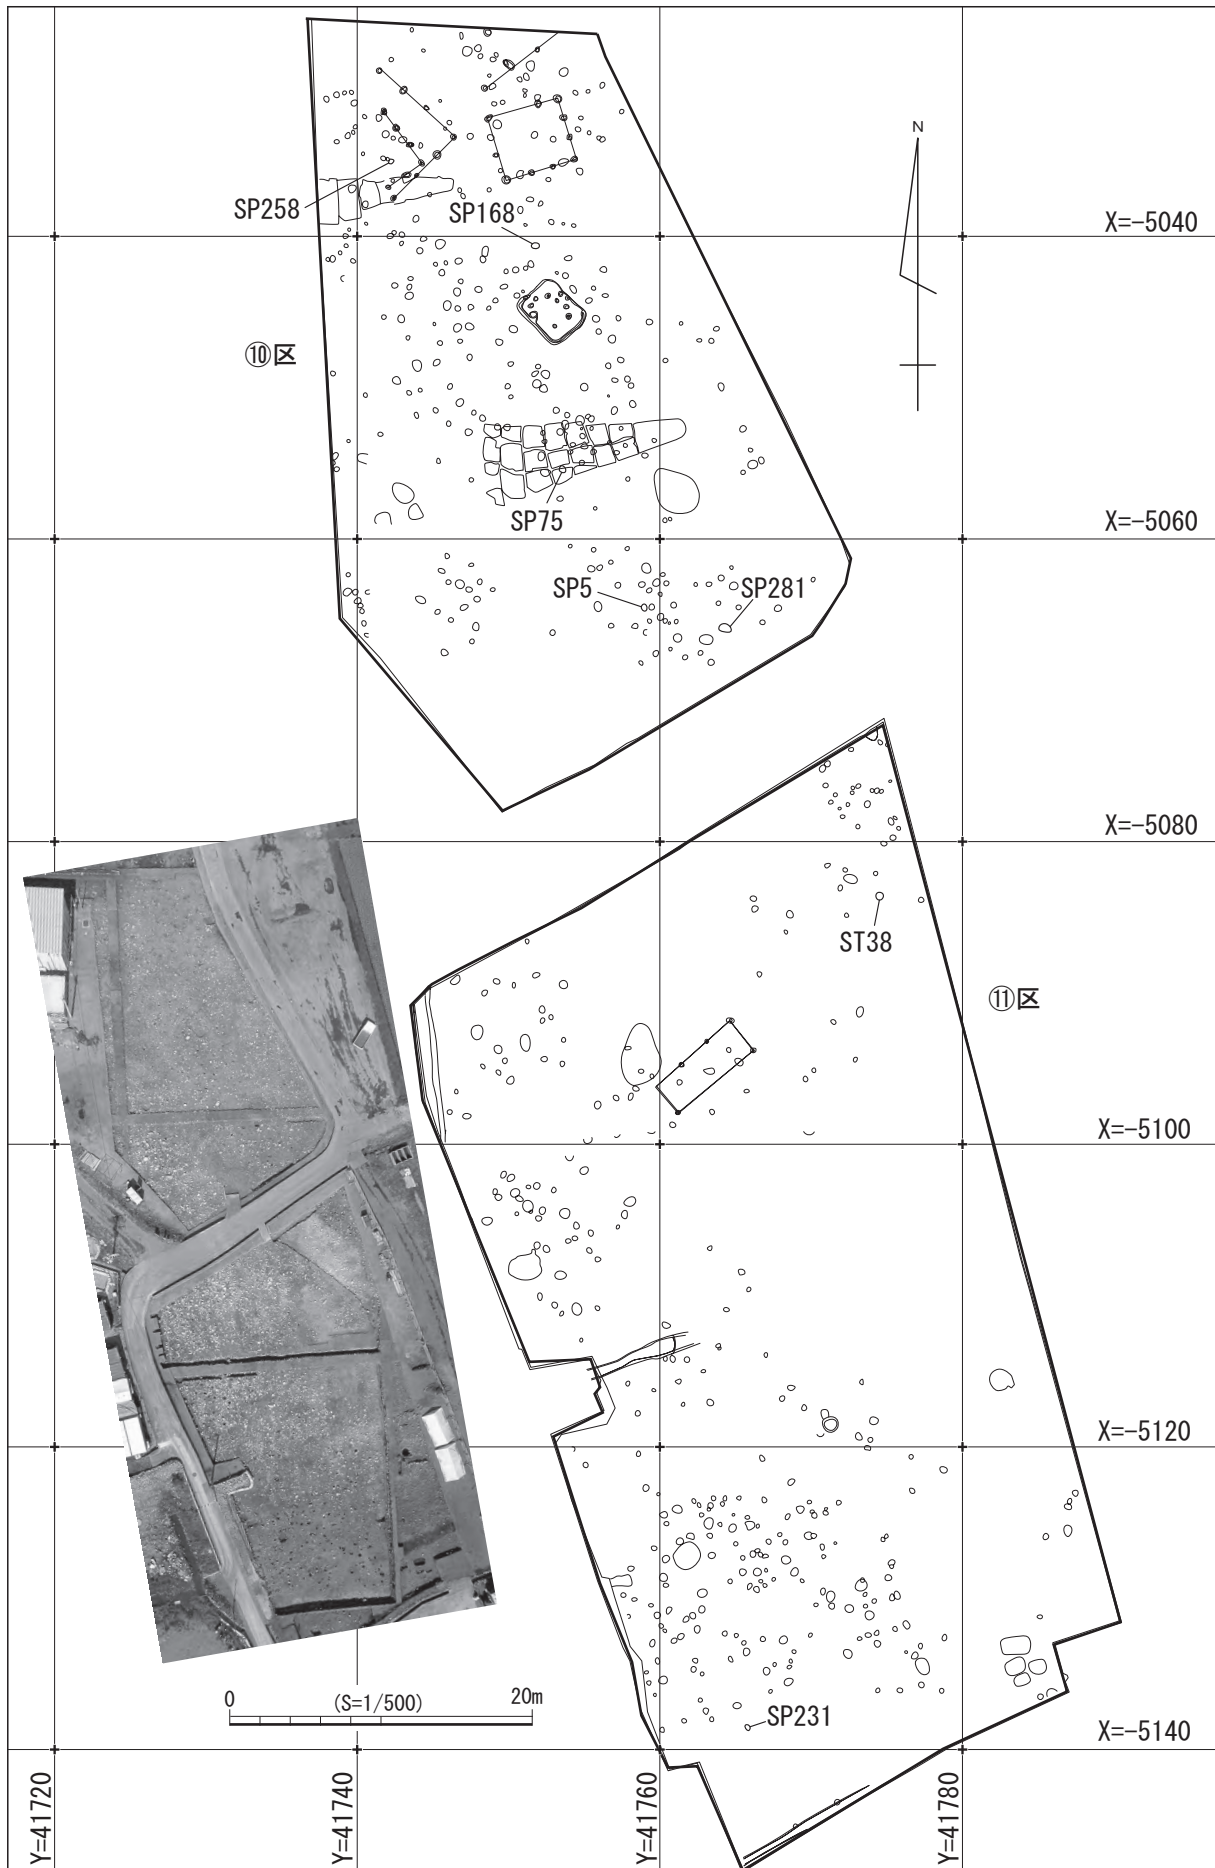 N
SP258
SP168
X=-5040
⑩区
SP75
X=-5060
SP5
SP281
X=-5080
ST38
⑪区
X=-5100
X=-5120
0 (S=1/500) 20m
SP231
X=-5140
Y=41720
Y=41740
Y=41760
Y=41780